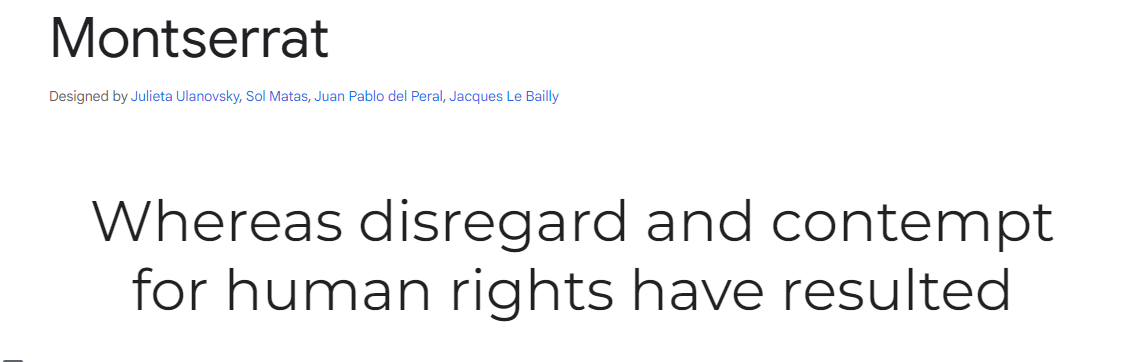 Montserrat
Designed by Julieta Ulanovsky, Sol Matas, Juan Pablo del Peral, Jacques Le Bailly
Whereas disregard and contempt
for human rights have resulted